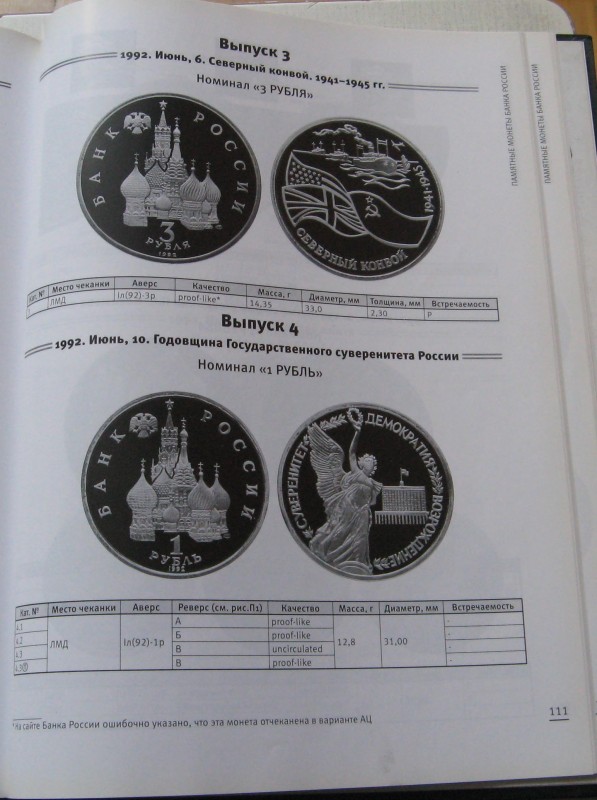 Выпуск 3
1992. Июнь, 6. Северный конвой. 1941–1945 гг.
Номинал «3 РУБЛЯ»
БАНК РОССИИ
3
РУБЛЯ
1992
1941-1945
СЕВЕРНЫЙ КОНВОЙ
Кат. № Место чеканки Аверс Качество Масса, г Диаметр, мм Толщина, мм Встречаемость
ЛМД Iл(92)-3р proof-like* 14,35 33,0 2,30 Р
Выпуск 4
1992. Июнь, 10. Годовщина Государственного суверенитета России
Номинал «1 РУБЛЬ»
БАНК РОССИИ
1
РУБЛЬ
1992
СУВЕРЕНИТЕТ ДЕМОКРАТИЯ ВОЗРОЖДЕНИЕ
Кат. № Место чеканки Аверс Реверс (см. рис.П1) Качество Масса, г Диаметр, мм Встречаемость
4.1 ЛМД Iл(92)-1р А proof-like 12,8 31,00 -
4.2 Б proof-like -
4.3 В uncirculated -
В proof-like -
*На сайте Банка России ошибочно указано, что эта монета отчеканена в варианте АЦ
111
ПАМЯТНЫЕ МОНЕТЫ БАНКА РОССИИ
ПАМЯТНЫЕ МОНЕТЫ БАНКА РОССИИ